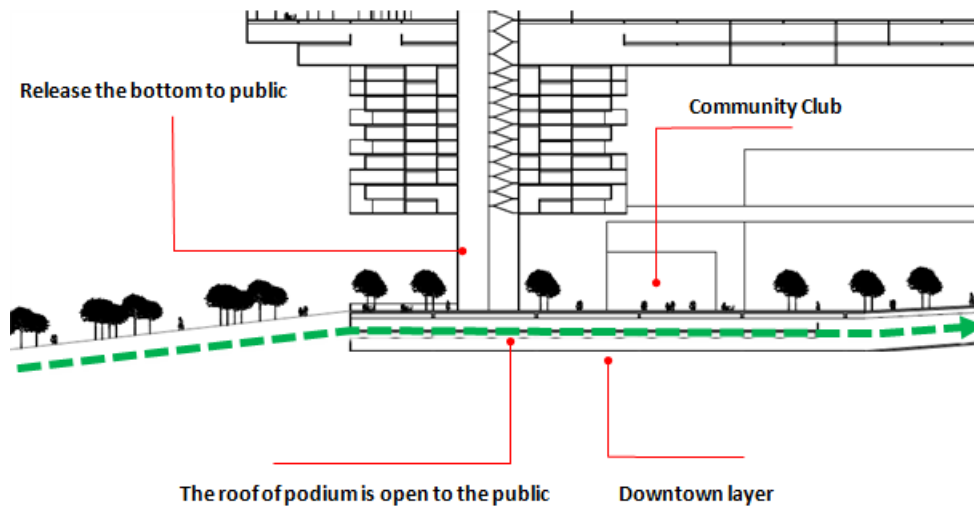 Release the bottom to public
Community Club
The roof of podium is open to the public
Downtown layer